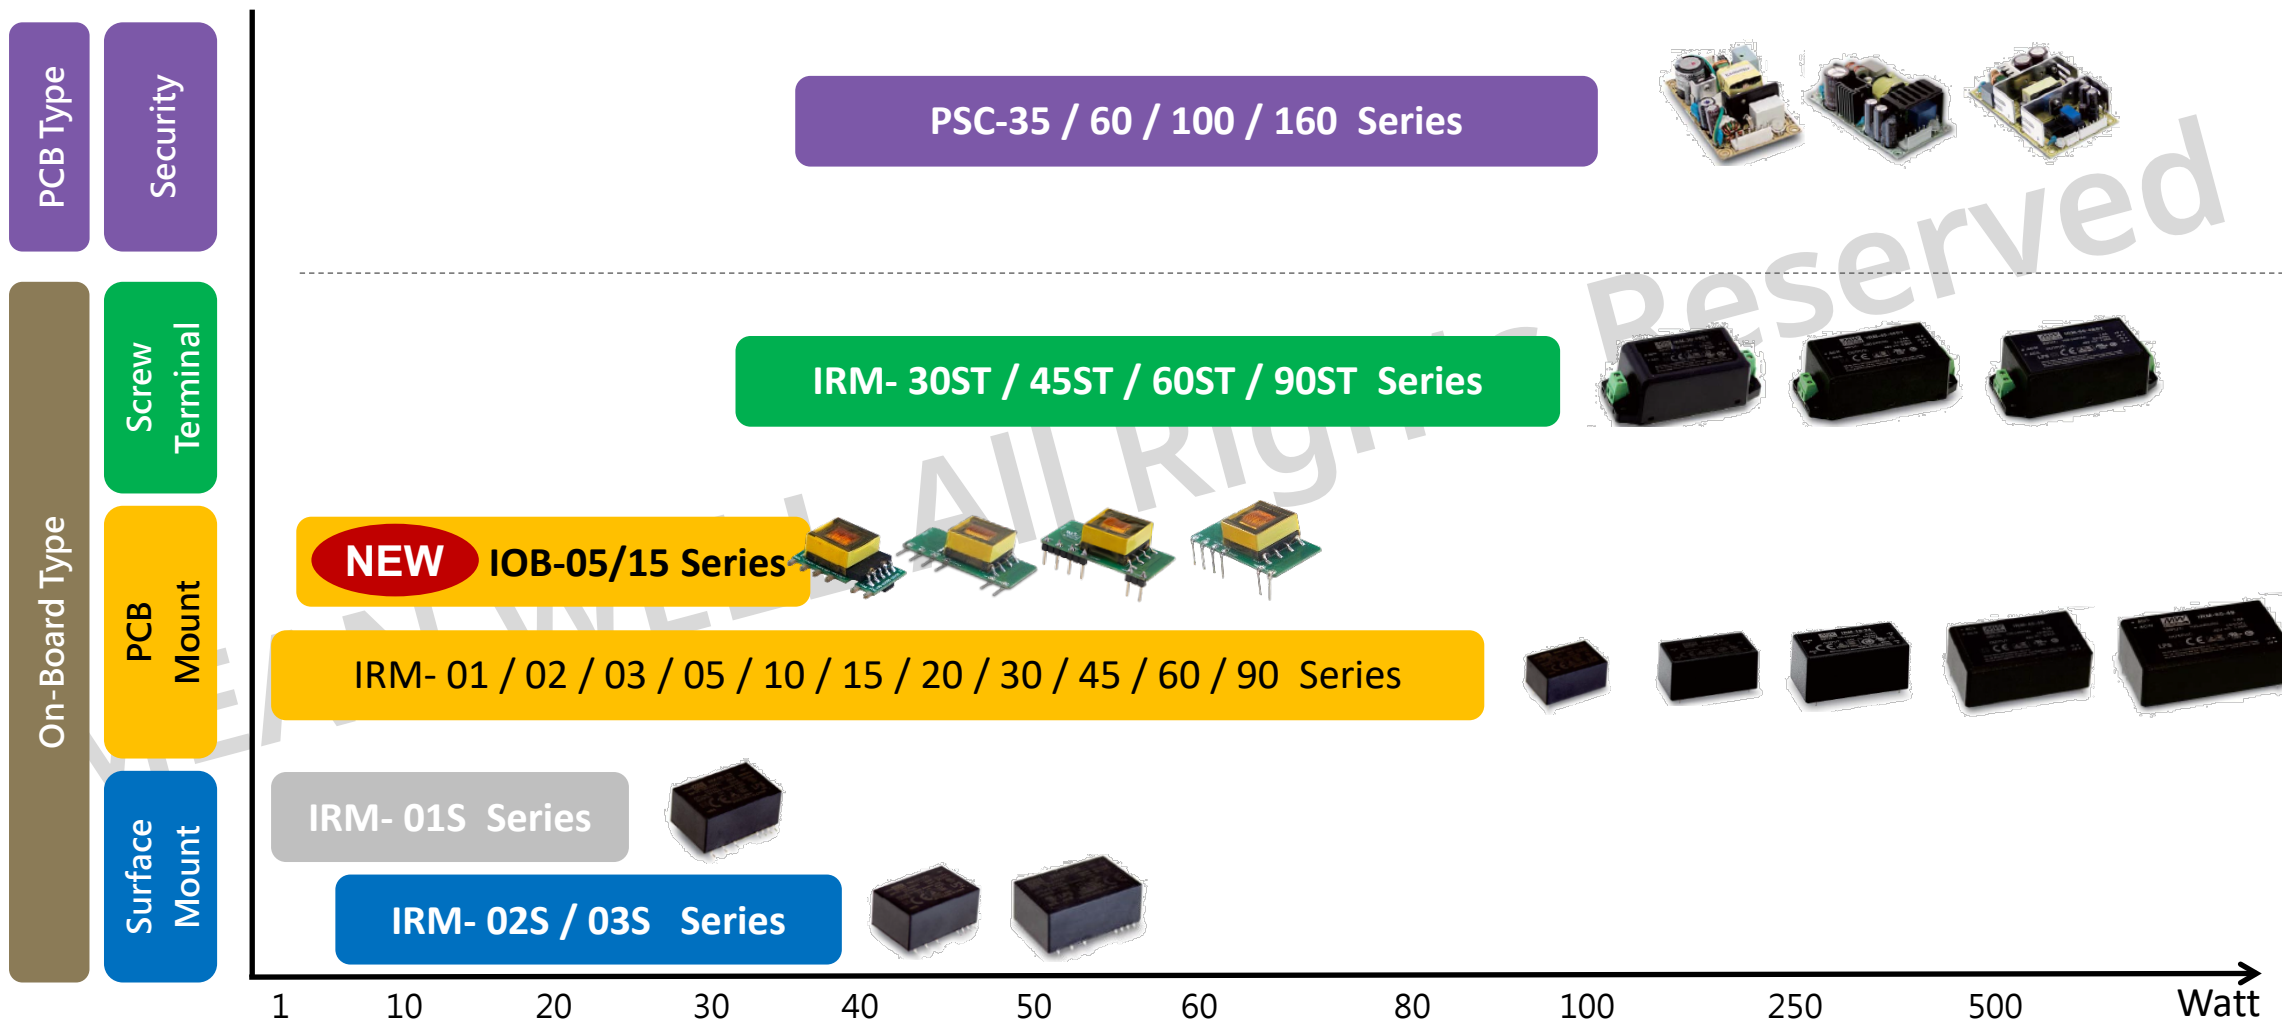 PCB Type
Security
PSC-35 / 60 / 100 / 160 Series
On-Board Type
Screw
Terminal
IRM- 30ST / 45ST / 60ST / 90ST Series
PCB
Mount
NEW IOB-05/15 Series
IRM- 01 / 02 / 03 / 05 / 10 / 15 / 20 / 30 / 45 / 60 / 90 Series
Surface
Mount
IRM- 01S Series
IRM- 02S / 03S Series
1 10 20 30 40 50 60 80 100 250 500 Watt
MEAN WELL All Rights Reserved